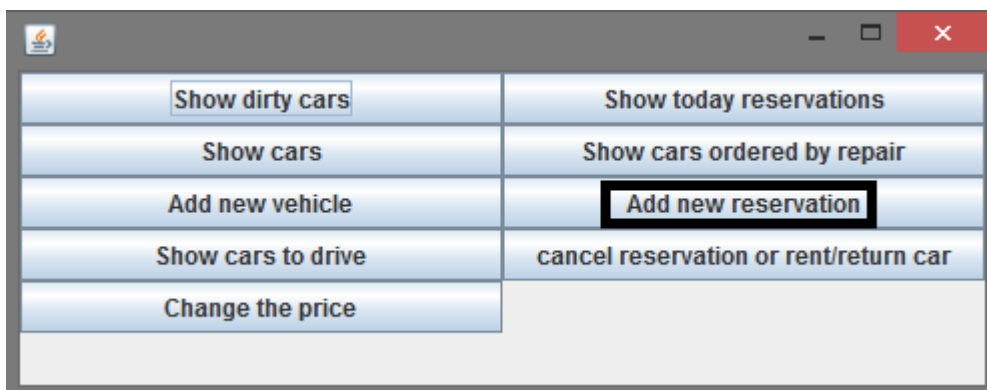 Show dirty cars
Show today reservations
Show cars
Show cars ordered by repair
Add new vehicle
Add new reservation
Show cars to drive
cancel reservation or rent/return car
Change the price